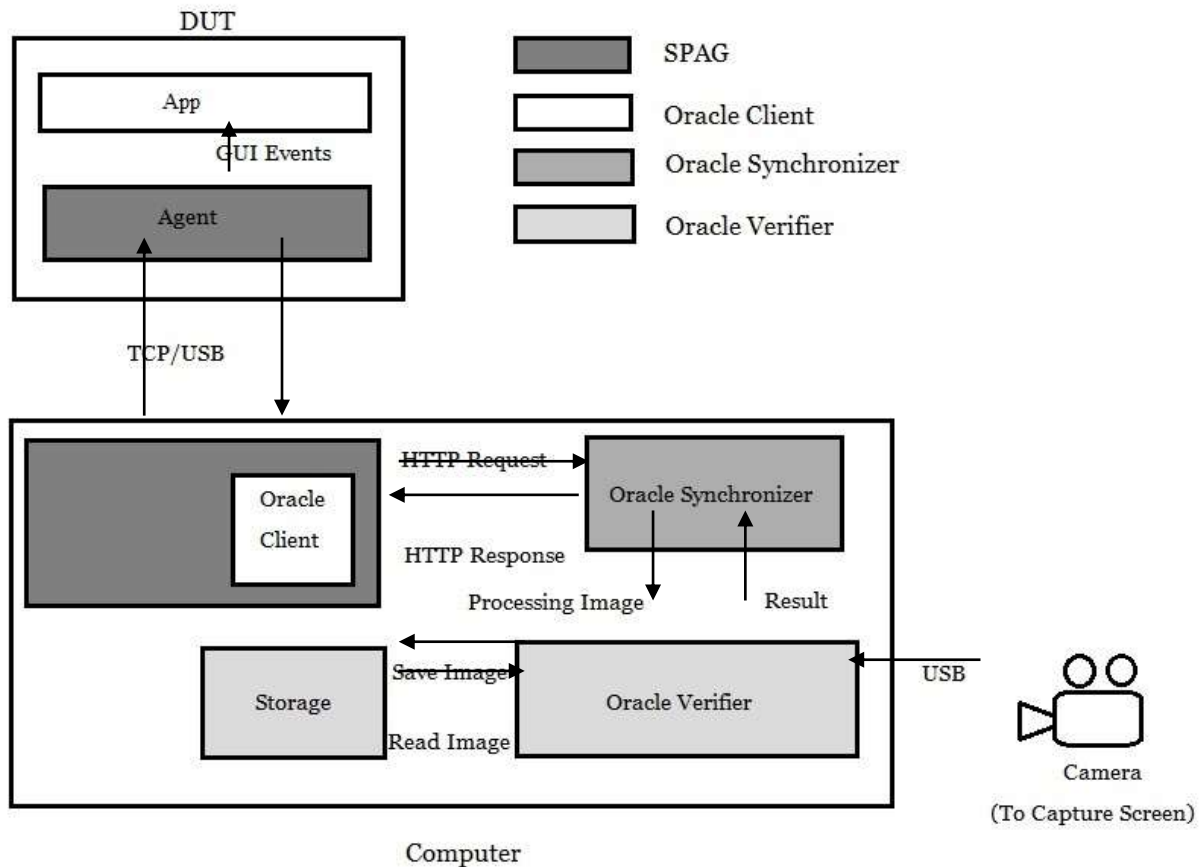 DUT
App
GUI Events
Agent
SPAG
Oracle Client
Oracle Synchronizer
Oracle Verifier
TCP/USB
HTTP Request
Oracle
Client
Oracle Synchronizer
HTTP Response
Processing Image
Result
Save Image
Storage
Read Image
Oracle Verifier
USB
Camera
(To Capture Screen)
Computer